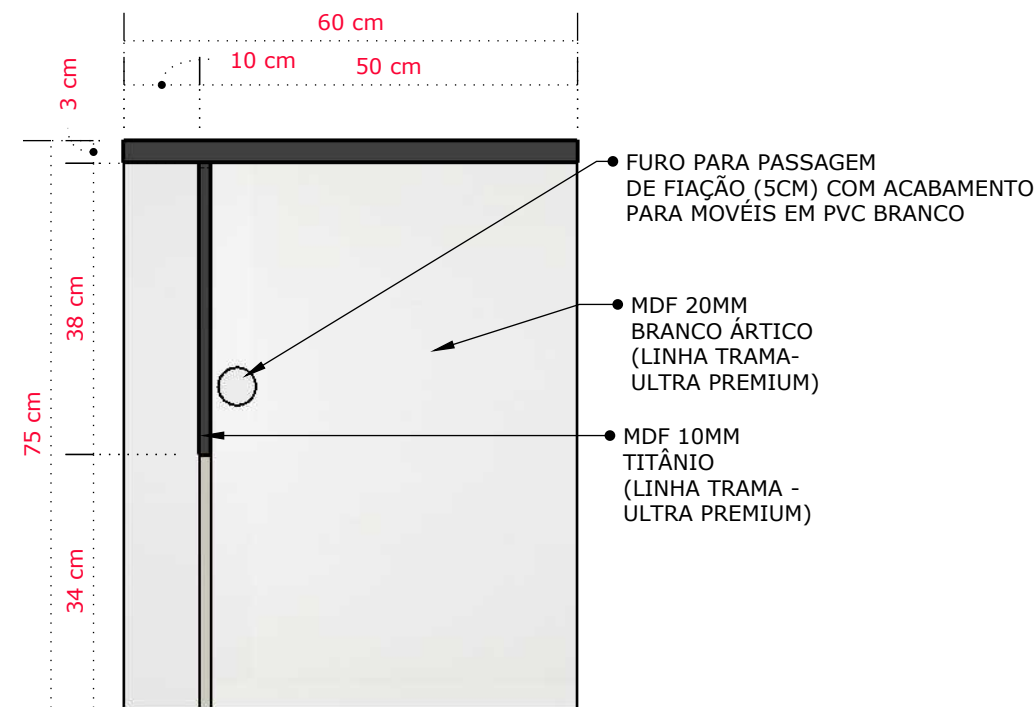 60 cm
10 cm
50 cm
3 cm
FURO PARA PASSAGEM
DE FIAÇÃO (5CM) COM ACABAMENTO
PARA MOVÉIS EM PVC BRANCO
38 cm
MDF 20MM
BRANCO ÁRTICO
(LINHA TRAMA-
ULTRA PREMIUM)
75 cm
MDF 10MM
TITÂNIO
(LINHA TRAMA -
ULTRA PREMIUM)
34 cm